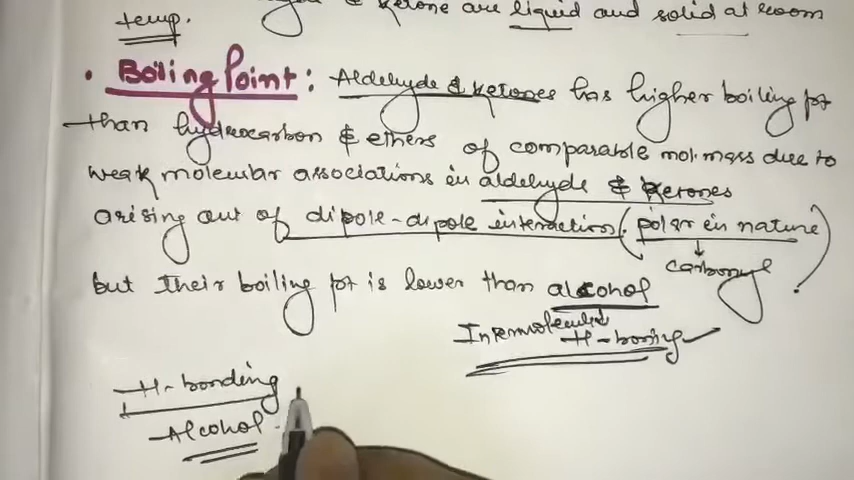 & ketone are liquid and solid at room
temp.
• Boiling Point : Aldehyde & ketones has higher boiling pt
than hydrocarbon & ethers of comparable mol. mass due to
weak molecular associations in aldehyde & ketones
arising out of dipole-dipole interaction. (polar in nature)
carbonyl
but their boiling pt is lower than alcohol
Intermolecular
H-boning
H-bonding
Alcohol